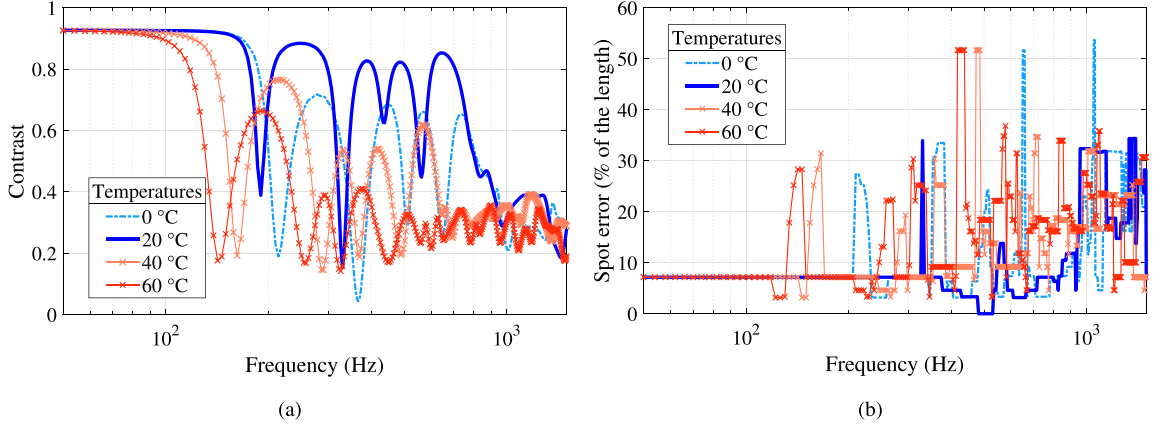 1
0.8
0.6
0.4
0.2
0
Contrast
Temperatures
0 °C
20 °C
40 °C
60 °C
10²
10³
Frequency (Hz)
(a)
60
50
40
30
20
10
0
Spot error (% of the length)
Temperatures
0 °C
20 °C
40 °C
60 °C
10²
10³
Frequency (Hz)
(b)